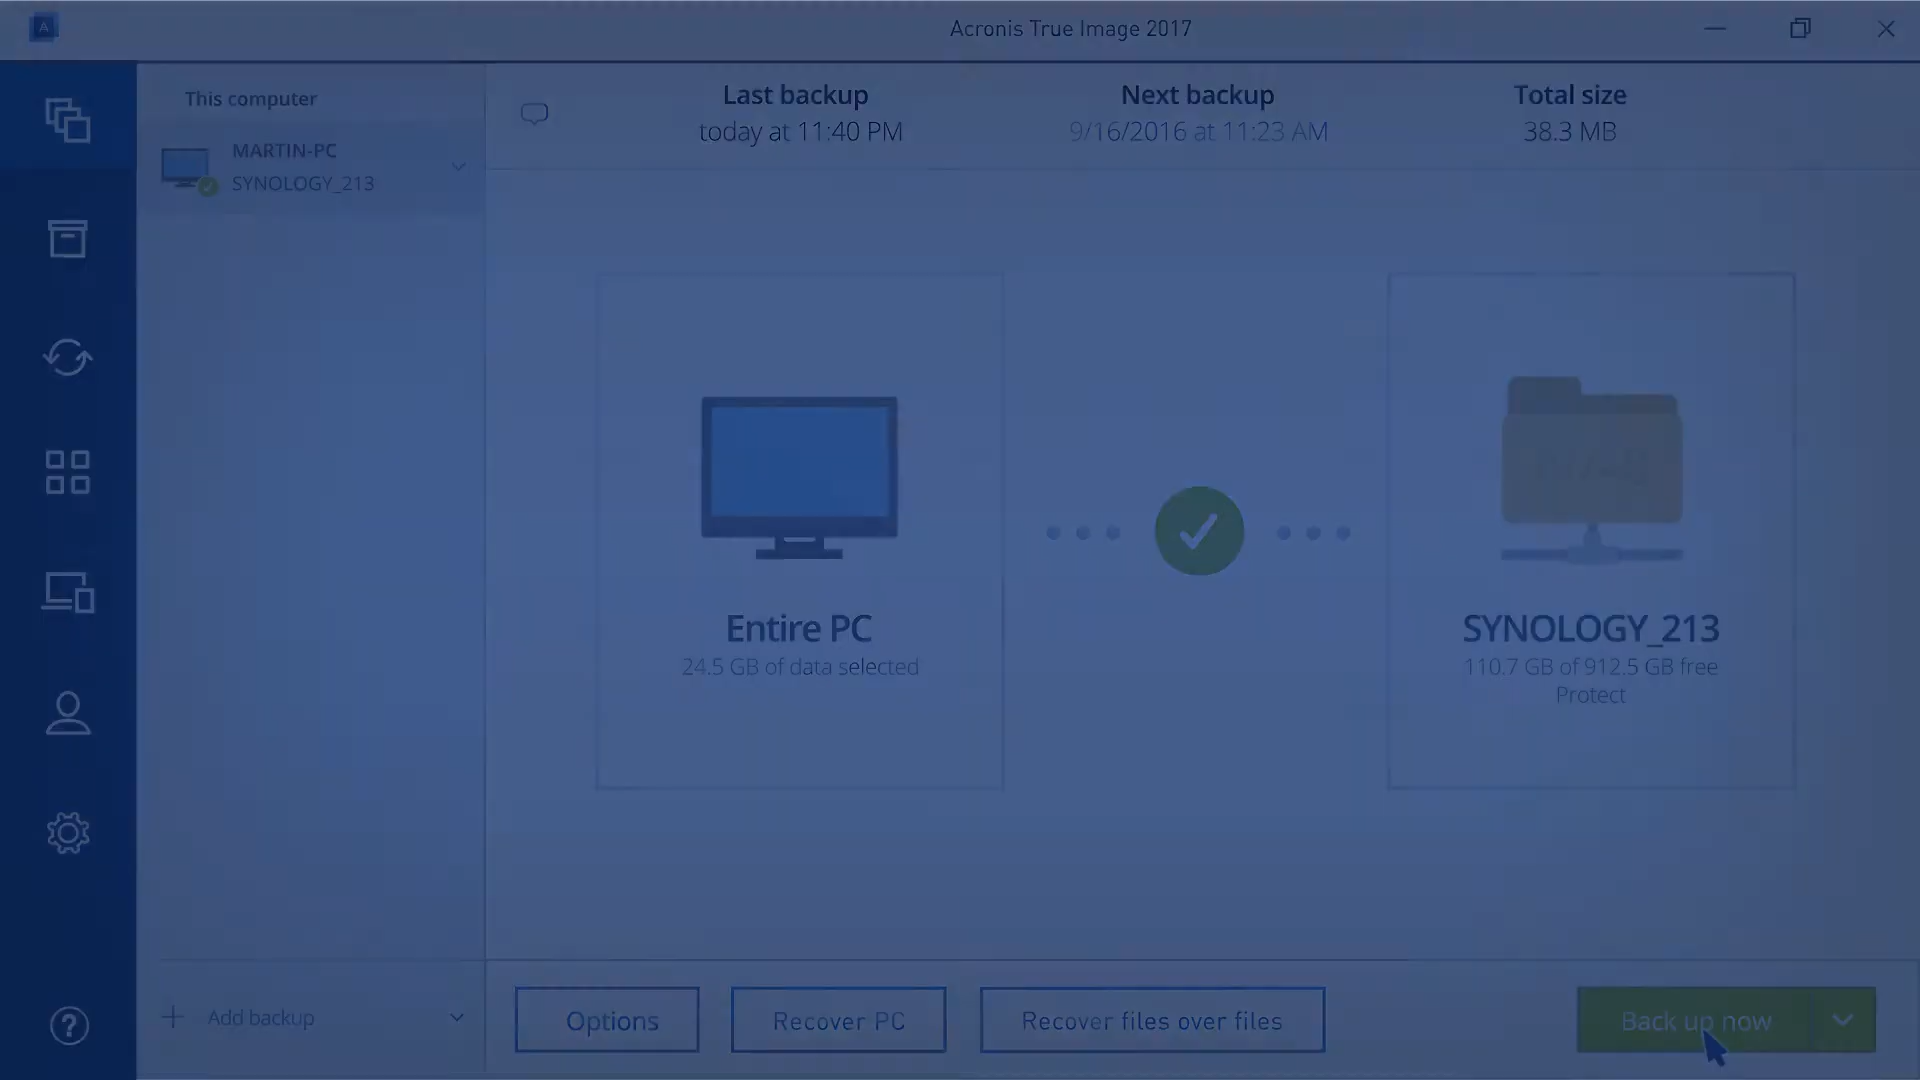 A
Acronis True Image 2017
This computer
MARTIN-PC
SYNOLOGY_213
Last backup
today at 11:40 PM
Next backup
9/16/2016 at 11:23 AM
Total size
38.3 MB
Entire PC
24.5 GB of data selected
SYNOLOGY_213
110.7 GB of 912.5 GB free
Protect
Add backup
Options
Recover PC
Recover files over files
Back up now
?